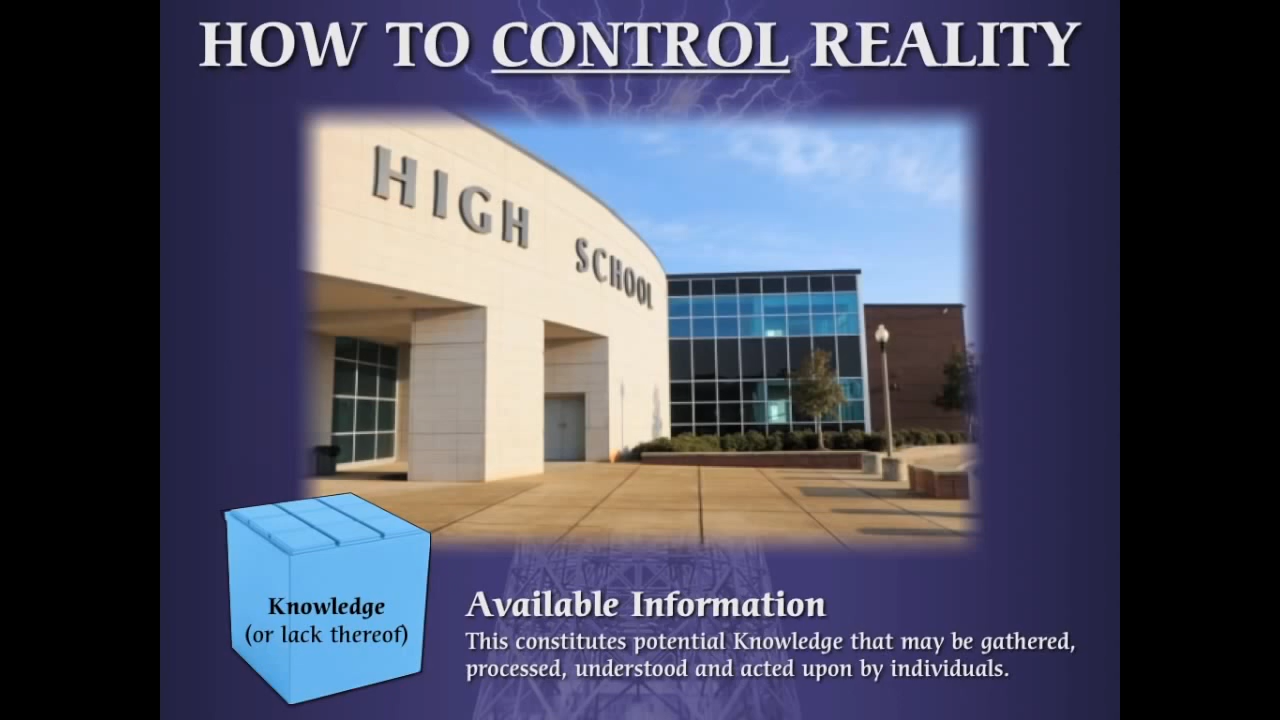 HOW TO CONTROL REALITY
HIGH SCHOOL
Knowledge
(or lack thereof)
Available Information
This constitutes potential Knowledge that may be gathered,
processed, understood and acted upon by individuals.